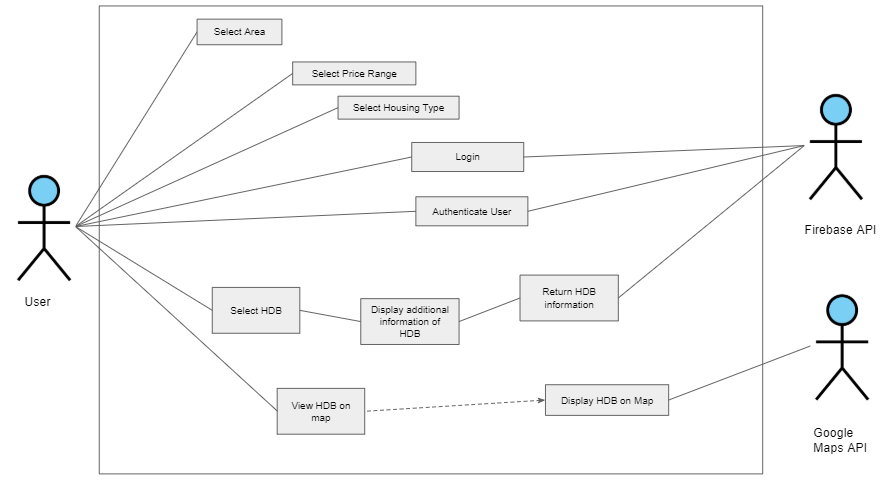 Select Area
Select Price Range
Select Housing Type
Login
Authenticate User
Firebase API
User
Select HDB
Display additional
information of
HDB
Return HDB
information
View HDB on
map
Display HDB on Map
Google
Maps API